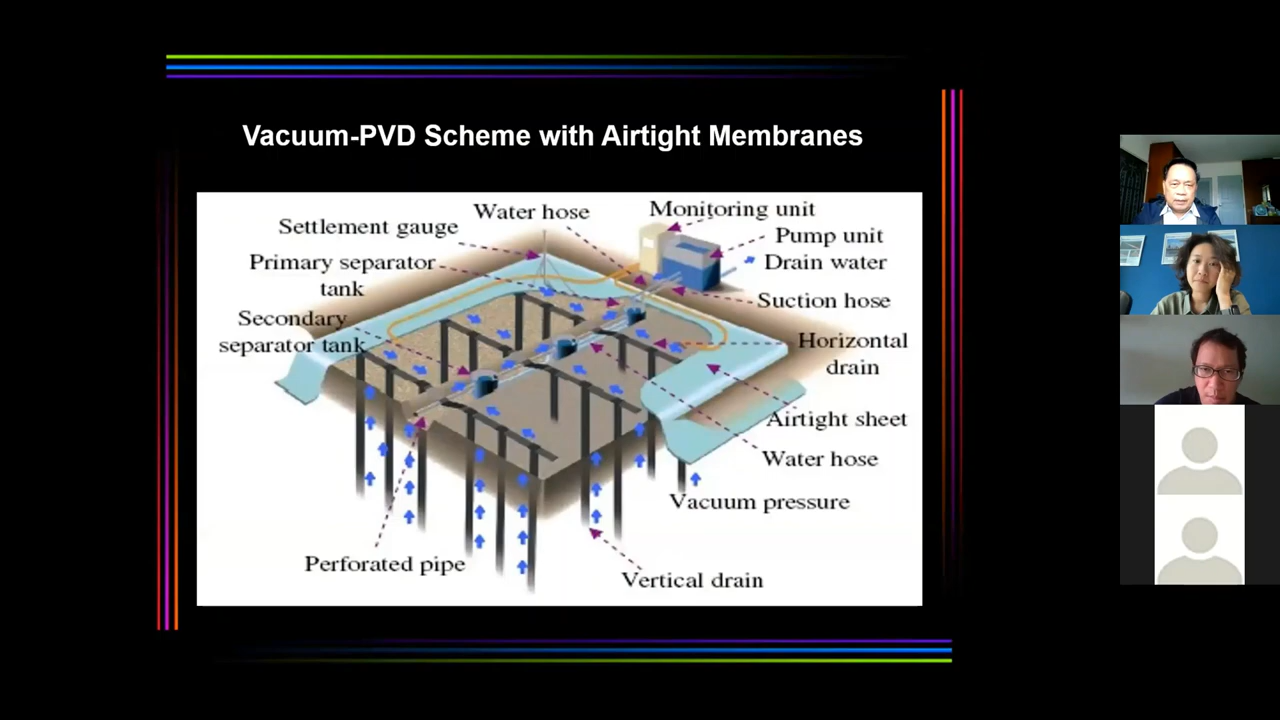 Vacuum-PVD Scheme with Airtight Membranes
Water hose
Monitoring unit
Settlement gauge
Pump unit
Primary separator
tank
Drain water
Suction hose
Secondary
separator tank
Horizontal
drain
Airtight sheet
Water hose
Vacuum pressure
Perforated pipe
Vertical drain